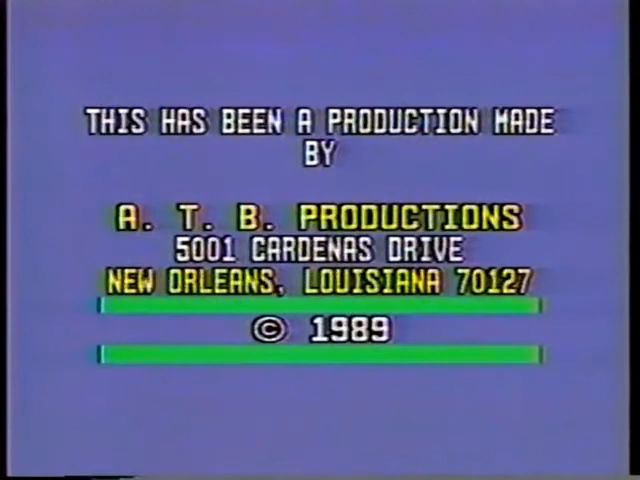 THIS HAS BEEN A PRODUCTION MADE
BY
A. T. B. PRODUCTIONS
5001 CARDENAS DRIVE
NEW ORLEANS, LOUISIANA 70127
© 1989